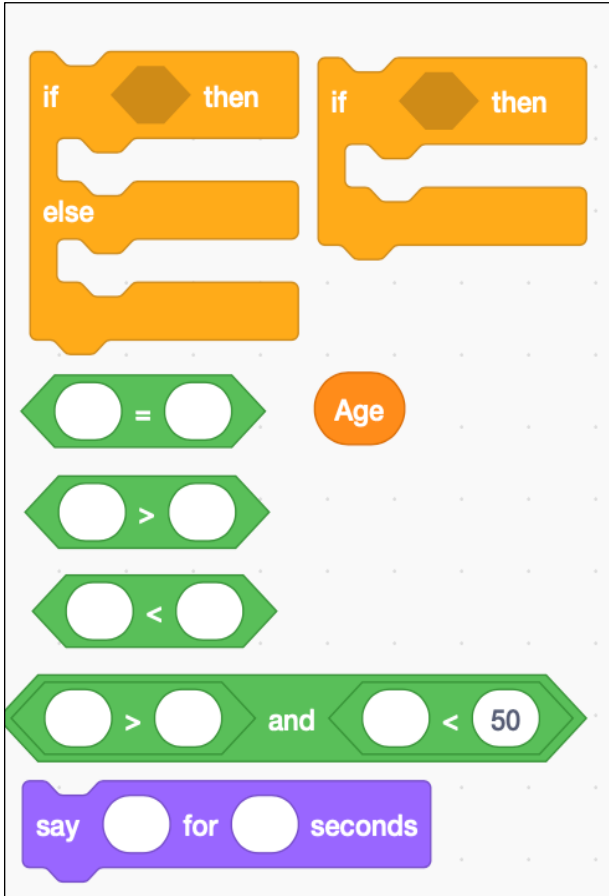 if then
else
if then
=
Age
>
<
> and < 50
say for seconds